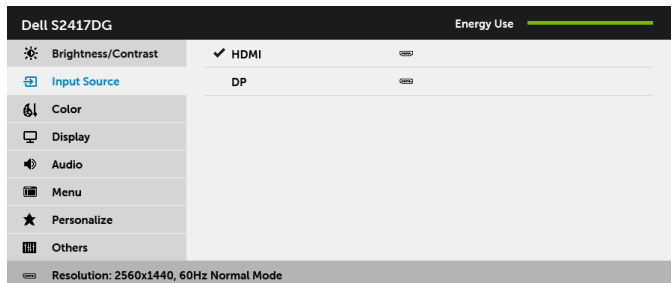 Dell S2417DG
Energy Use
Brightness/Contrast
HDMI
Input Source
DP
Color
Display
Audio
Menu
Personalize
Others
Resolution: 2560x1440, 60Hz Normal Mode